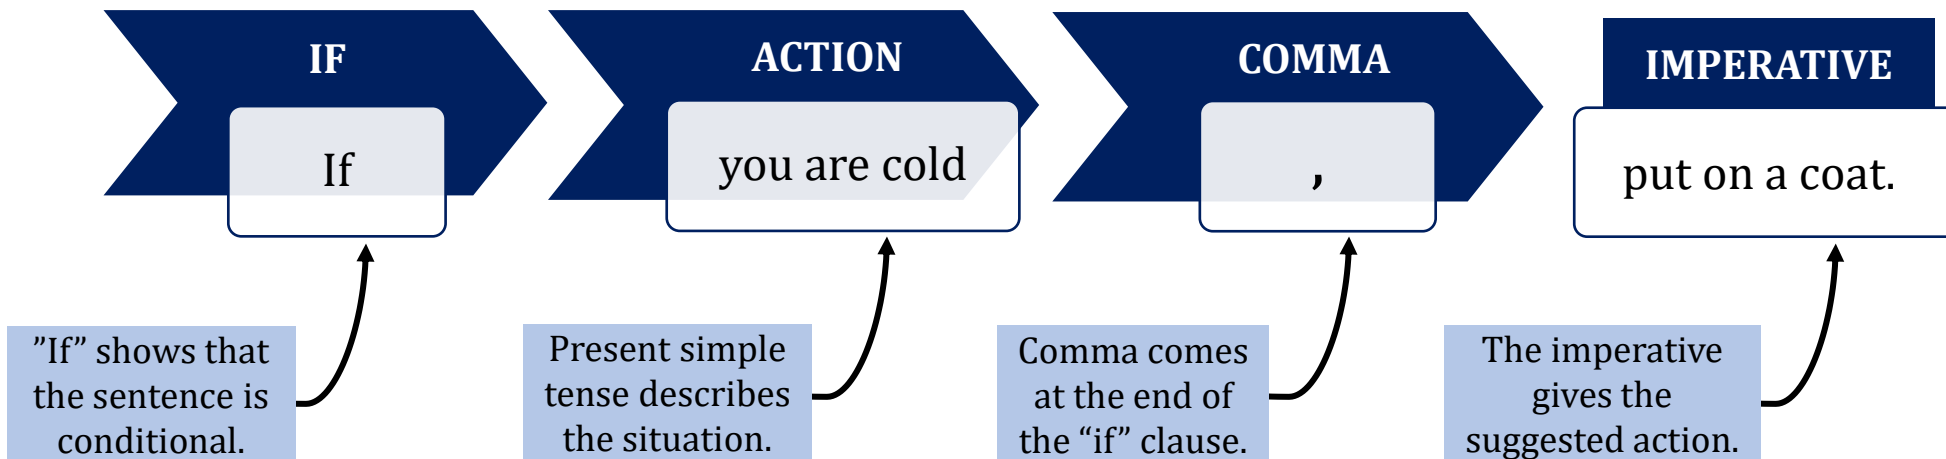 IF
ACTION
COMMA
IMPERATIVE
If
you are cold
,
put on a coat.
”If” shows that
the sentence is
conditional.
Present simple
tense describes
the situation.
Comma comes
at the end of
the “if” clause.
The imperative
gives the
suggested action.